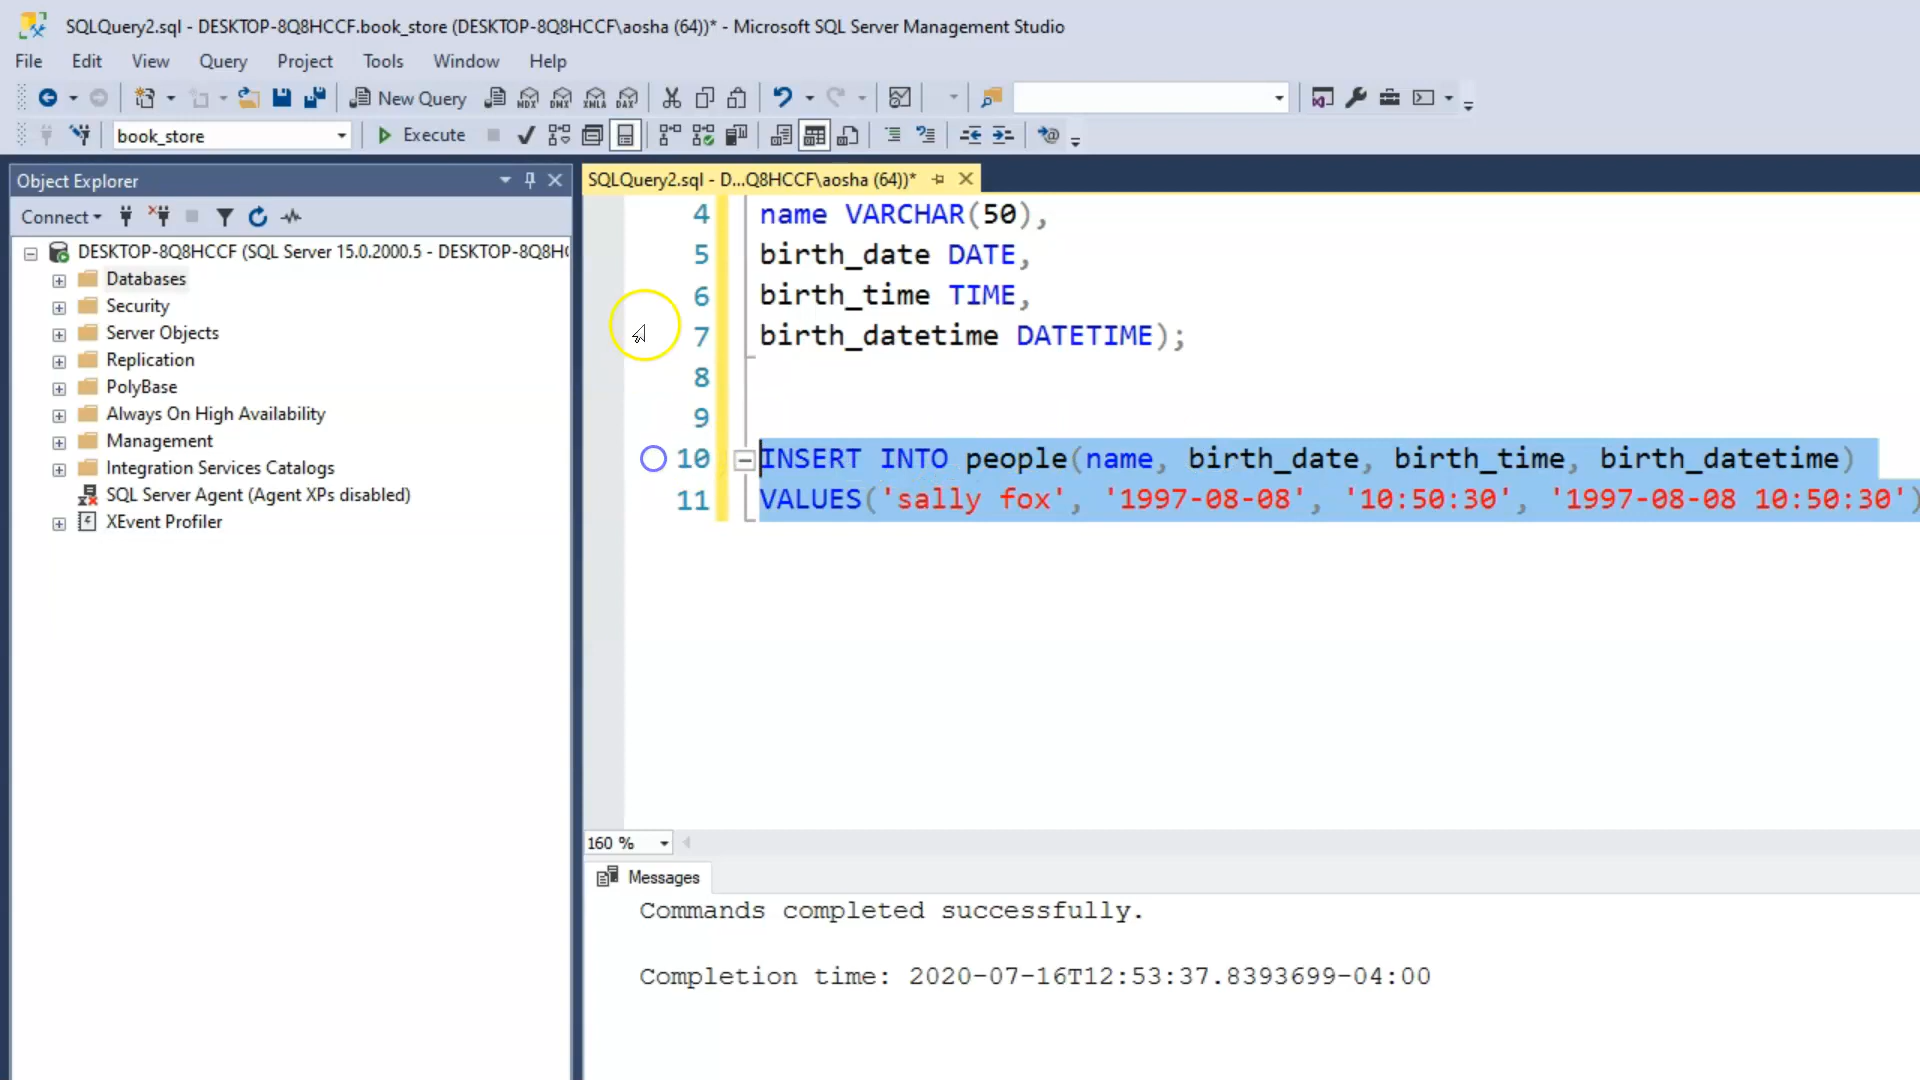 SQLQuery2.sql - DESKTOP-8Q8HCCF.book_store (DESKTOP-8Q8HCCF\aosha (64))* - Microsoft SQL Server Management Studio
File Edit View Query Project Tools Window Help
New Query MDX DMX XMLA DAX
book_store Execute
Object Explorer
Connect
DESKTOP-8Q8HCCF (SQL Server 15.0.2000.5 - DESKTOP-8Q8H
Databases
Security
Server Objects
Replication
PolyBase
Always On High Availability
Management
Integration Services Catalogs
SQL Server Agent (Agent XPs disabled)
XEvent Profiler
SQLQuery2.sql - D...Q8HCCF\aosha (64))*
4 name VARCHAR(50),
5 birth_date DATE,
6 birth_time TIME,
7 birth_datetime DATETIME);
8
9
10 INSERT INTO people(name, birth_date, birth_time, birth_datetime)
11 VALUES('sally fox', '1997-08-08', '10:50:30', '1997-08-08 10:50:30')
160 %
Messages
Commands completed successfully.
Completion time: 2020-07-16T12:53:37.8393699-04:00